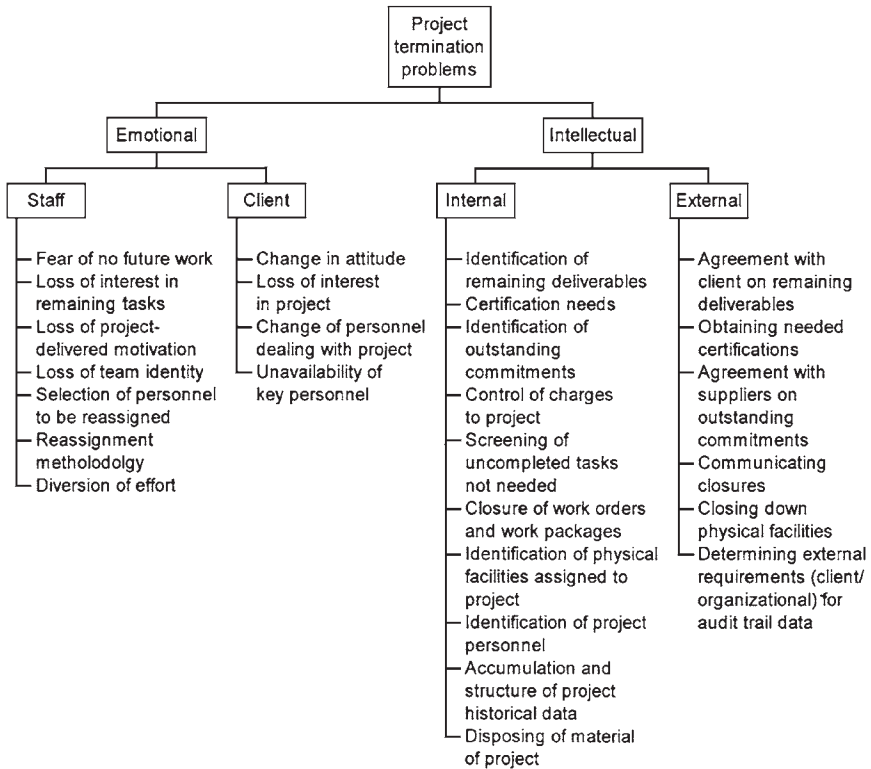 Project
termination
problems
Emotional
Intellectual
Staff
Client
Internal
External
Fear of no future work
Loss of interest in
remaining tasks
Loss of project-
delivered motivation
Loss of team identity
Selection of personnel
to be reassigned
Reassignment
metholodolgy
Diversion of effort
Change in attitude
Loss of interest
in project
Change of personnel
dealing with project
Unavailability of
key personnel
Identification of
remaining deliverables
Certification needs
Identification of
outstanding
commitments
Control of charges
to project
Screening of
uncompleted tasks
not needed
Closure of work orders
and work packages
Identification of physical
facilities assigned to
project
Identification of project
personnel
Accumulation and
structure of project
historical data
Disposing of material
of project
Agreement with
client on remaining
deliverables
Obtaining needed
certifications
Agreement with
suppliers on
outstanding
commitments
Communicating
closures
Closing down
physical facilities
Determining external
requirements (client/
organizational) for
audit trail data